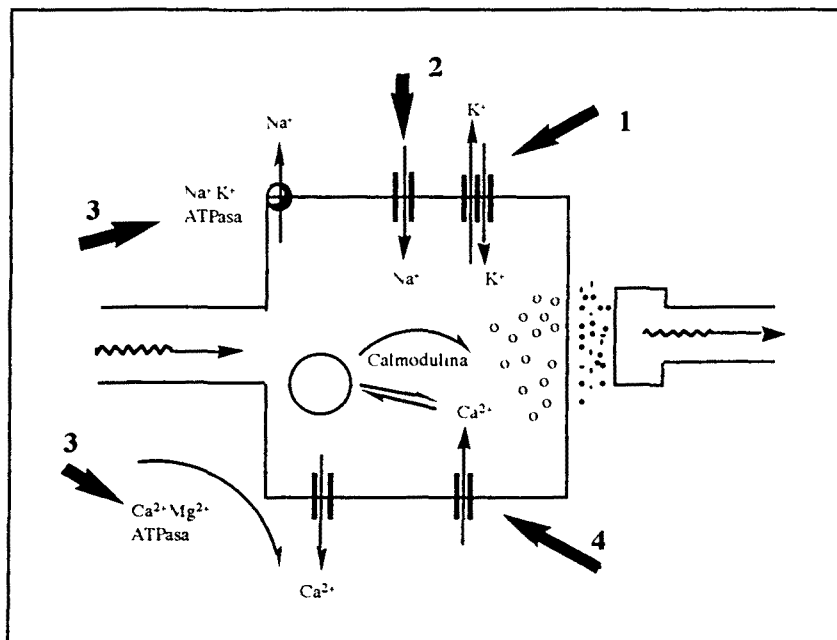 2
K+
1
Na+
Na+ K+
ATPasa
3
Na+
K+
Calmodulina
Ca2+
3
Ca2+Mg2+
ATPasa
4
Ca2+